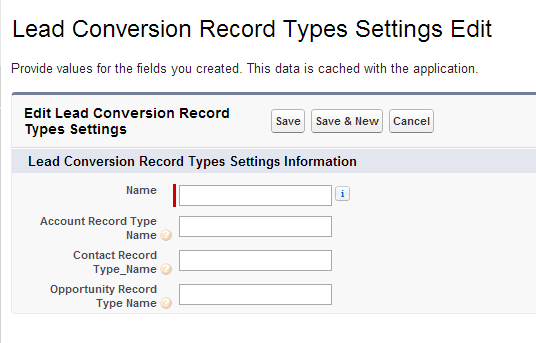 Lead Conversion Record Types Settings Edit
Provide values for the fields you created. This data is cached with the application.
Edit Lead Conversion Record
Types Settings
Save
Save & New
Cancel
Lead Conversion Record Types Settings Information
Name
i
Account Record Type
Name ?
Contact Record
Type_Name ?
Opportunity Record
Type Name ?